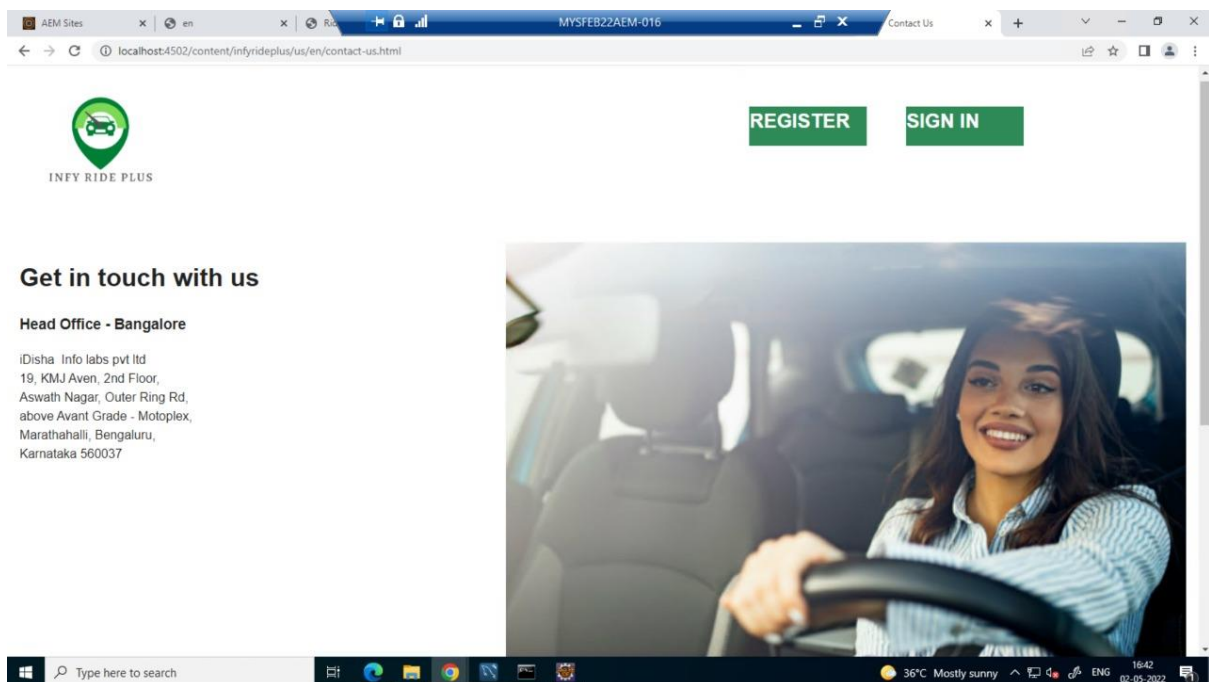 AEM Sites
en
Ric
MYSFEB22AEM-016
Contact Us
localhost:4502/content/infyrideplus/us/en/contact-us.html
INFY RIDE PLUS
REGISTER
SIGN IN
Get in touch with us
Head Office - Bangalore
iDisha Info labs pvt ltd
19, KMJ Aven, 2nd Floor,
Aswath Nagar, Outer Ring Rd,
above Avant Grade - Motoplex,
Marathahalli, Bengaluru,
Karnataka 560037
Type here to search
36°C Mostly sunny
ENG
16:42
02-05-2022